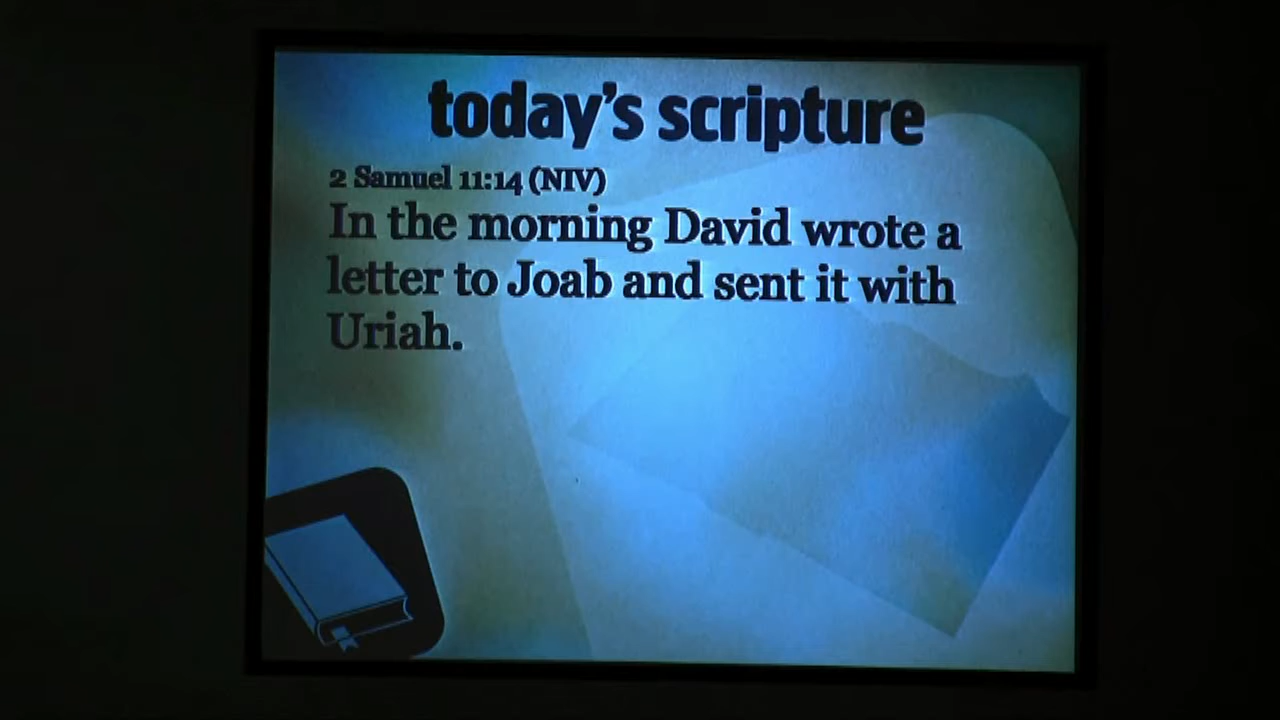 today's scripture
2 Samuel 11:14 (NIV)
In the morning David wrote a
letter to Joab and sent it with
Uriah.